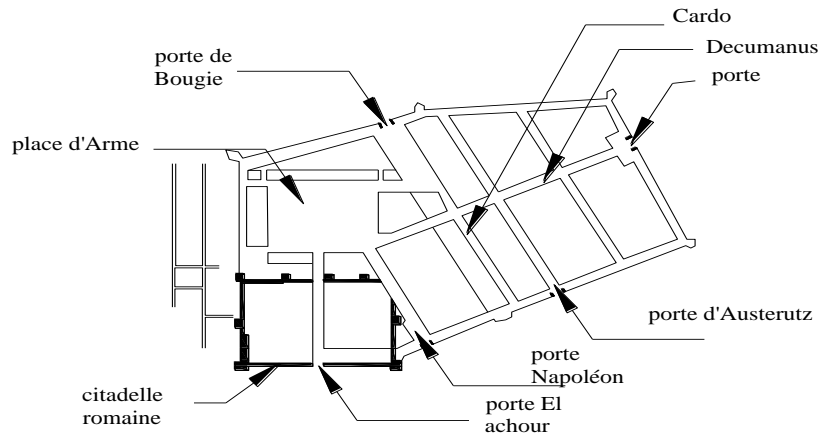 Cardo
Decumanus
porte
porte de
Bougie
place d'Arme
porte d'Austerutz
porte
Napoléon
porte El
achour
citadelle
romaine